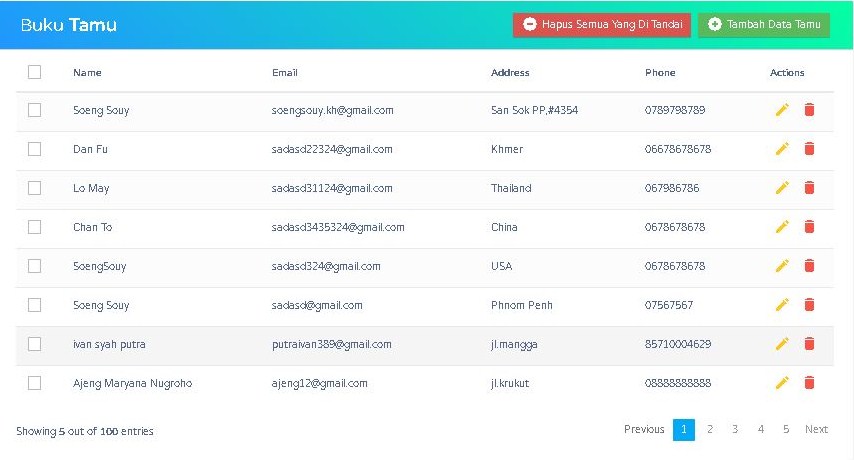 Buku Tamu Hapus Semua Yang Di Tandai Tambah Data Tamu
Name Email Address Phone Actions
Soeng Souy soengsouy.kh@gmail.com San Sok PP,#4354 0789798789
Dan Fu sadasd22324@gmail.com Khmer 06678678678
Lo May sadasd31124@gmail.com Thailand 067986786
Chan To sadasd3435324@gmail.com China 0678678678
SoengSouy sadasd324@gmail.com USA 0678678678
Soeng Souy sadasd@gmail.com Phnom Penh 07567567
ivan syah putra putraivan389@gmail.com jl.mangga 85710004629
Ajeng Maryana Nugroho ajeng12@gmail.com jl.krukut 08888888888
Showing 5 out of 100 entries Previous 1 2 3 4 5 Next